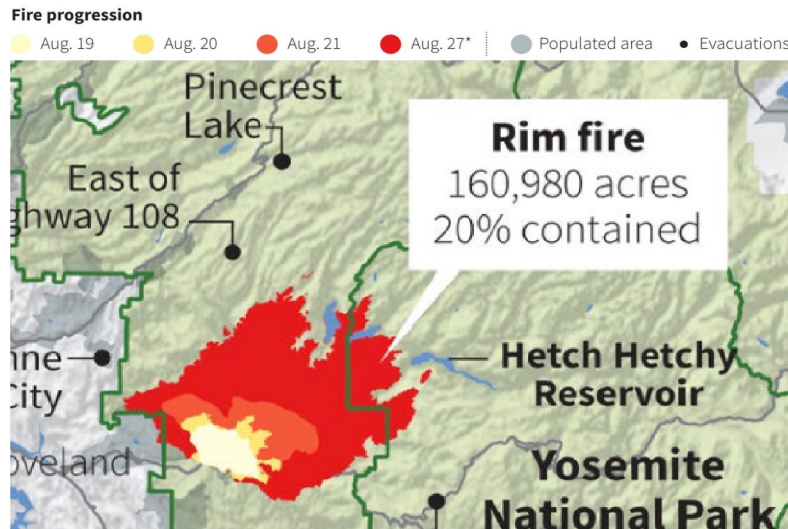 Fire progression
Aug. 19 Aug. 20 Aug. 21 Aug. 27* Populated area Evacuations
Pinecrest
Lake
Rim fire
160,980 acres
20% contained
East of
ghway 108
Hetch Hetchy
Reservoir
nne
City
oveland
Yosemite
National Park